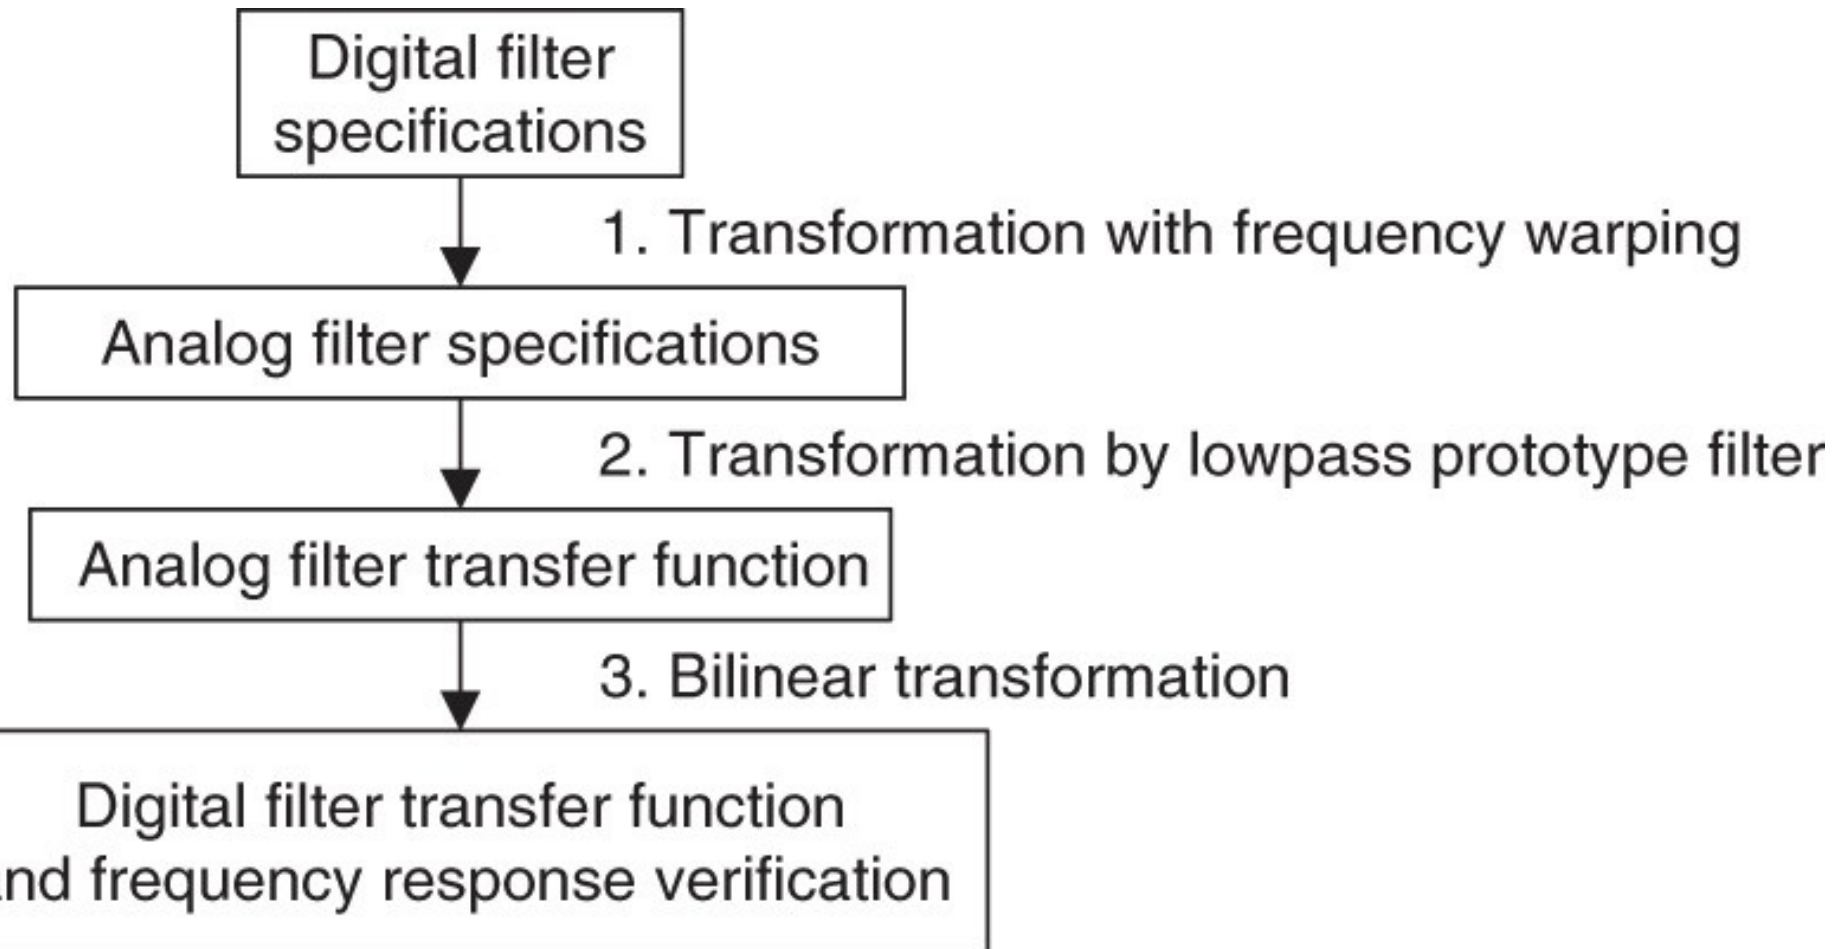 Digital filter
specifications
1. Transformation with frequency warping
Analog filter specifications
2. Transformation by lowpass prototype filter
Analog filter transfer function
3. Bilinear transformation
Digital filter transfer function
and frequency response verification